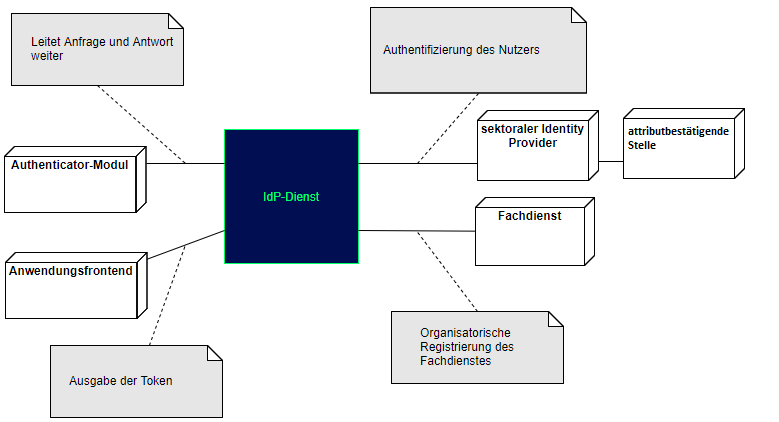 Leitet Anfrage und Antwort
weiter
Authentifizierung des Nutzers
sektoraler Identity
Provider
attributbestätigende
Stelle
Authenticator-Modul
IdP-Dienst
Fachdienst
Anwendungsfrontend
Organisatorische
Registrierung des
Fachdienstes
Ausgabe der Token